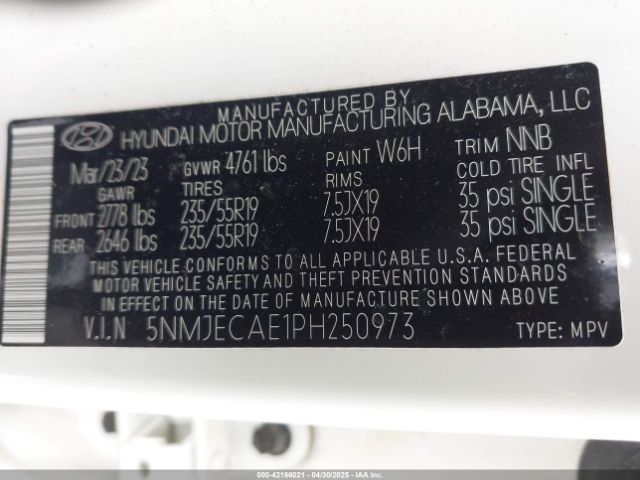 MANUFACTURED BY
HYUNDAI MOTOR MANUFACTURING ALABAMA, LLC
Mar/23/23 GVWR 4761 lbs PAINT W6H TRIM NNB
GAWR TIRES RIMS COLD TIRE INFL
FRONT 2778 lbs 235/55R19 7.5JX19 35 psi SINGLE
REAR 2646 lbs 235/55R19 7.5JX19 35 psi SINGLE
THIS VEHICLE CONFORMS TO ALL APPLICABLE U.S.A. FEDERAL
MOTOR VEHICLE SAFETY AND THEFT PREVENTION STANDARDS
IN EFFECT ON THE DATE OF MANUFACTURE SHOWN ABOVE
V.I.N 5NMJECAE1PH250973 TYPE: MPV
000-42166021 - 04/30/2025 - IAAI.COM